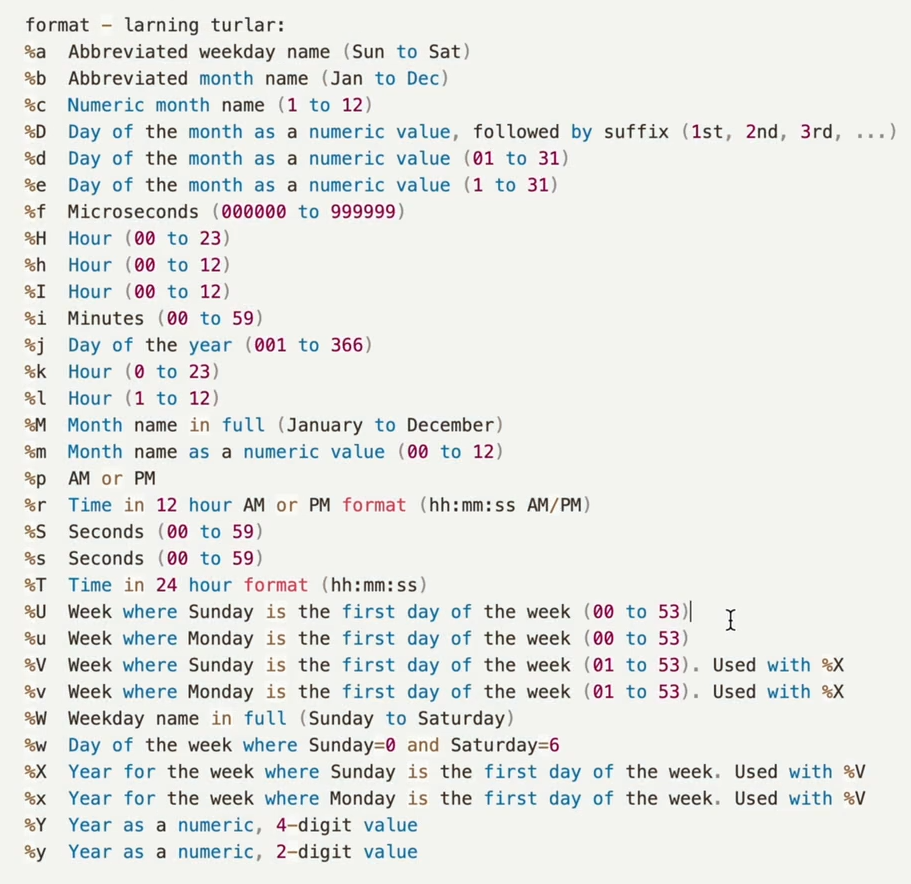 format - larning turlar:
%a Abbreviated weekday name (Sun to Sat)
%b Abbreviated month name (Jan to Dec)
%c Numeric month name (1 to 12)
%D Day of the month as a numeric value, followed by suffix (1st, 2nd, 3rd, ...)
%d Day of the month as a numeric value (01 to 31)
%e Day of the month as a numeric value (1 to 31)
%f Microseconds (000000 to 999999)
%H Hour (00 to 23)
%h Hour (00 to 12)
%I Hour (00 to 12)
%i Minutes (00 to 59)
%j Day of the year (001 to 366)
%k Hour (0 to 23)
%l Hour (1 to 12)
%M Month name in full (January to December)
%m Month name as a numeric value (00 to 12)
%p AM or PM
%r Time in 12 hour AM or PM format (hh:mm:ss AM/PM)
%S Seconds (00 to 59)
%s Seconds (00 to 59)
%T Time in 24 hour format (hh:mm:ss)
%U Week where Sunday is the first day of the week (00 to 53)
%u Week where Monday is the first day of the week (00 to 53)
%V Week where Sunday is the first day of the week (01 to 53). Used with %X
%v Week where Monday is the first day of the week (01 to 53). Used with %X
%W Weekday name in full (Sunday to Saturday)
%w Day of the week where Sunday=0 and Saturday=6
%X Year for the week where Sunday is the first day of the week. Used with %V
%x Year for the week where Monday is the first day of the week. Used with %V
%Y Year as a numeric, 4-digit value
%y Year as a numeric, 2-digit value